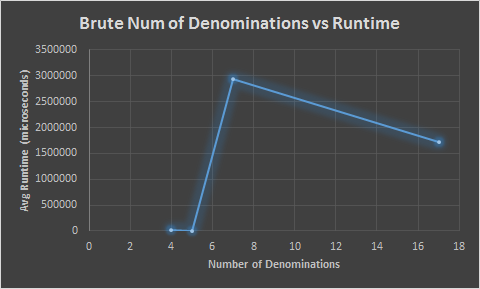 Brute Num of Denominations vs Runtime
3500000
3000000
2500000
2000000
1500000
1000000
500000
0
Avg Runtime (microseconds)
0 2 4 6 8 10 12 14 16 18
Number of Denominations